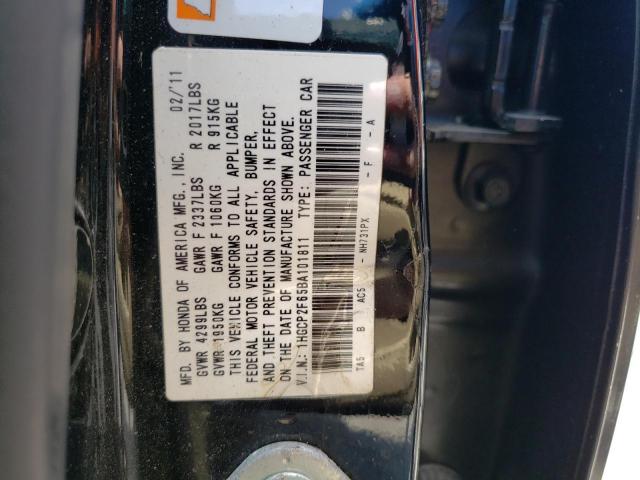 MFD. BY HONDA OF AMERICA MFG., INC. 02/11
GVWR 4299LBS GAWR F 2337LBS R 2017LBS
GVWR 1950KG GAWR F 1060KG R 915KG
THIS VEHICLE CONFORMS TO ALL APPLICABLE
FEDERAL MOTOR VEHICLE SAFETY, BUMPER,
AND THEFT PREVENTION STANDARDS IN EFFECT
ON THE DATE OF MANUFACTURE SHOWN ABOVE.
V.I.N.: 1HGCP2F65BA101811 TYPE: PASSENGER CAR
TA5 B AC5 - NH731PX - F - A